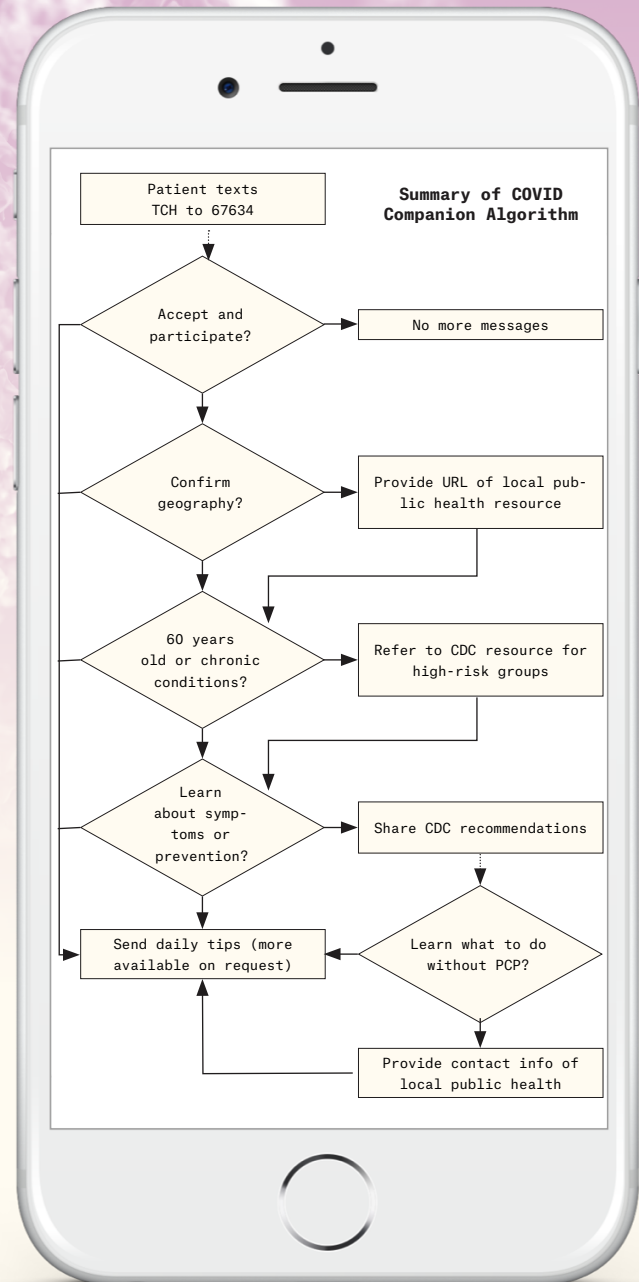 Patient texts
TCH to 67634
Summary of COVID
Companion Algorithm
Accept and
participate?
No more messages
Confirm
geography?
Provide URL of local pub-
lic health resource
60 years
old or chronic
conditions?
Refer to CDC resource for
high-risk groups
Learn
about symp-
toms or
prevention?
Share CDC recommendations
Send daily tips (more
available on request)
Learn what to do
without PCP?
Provide contact info of
local public health